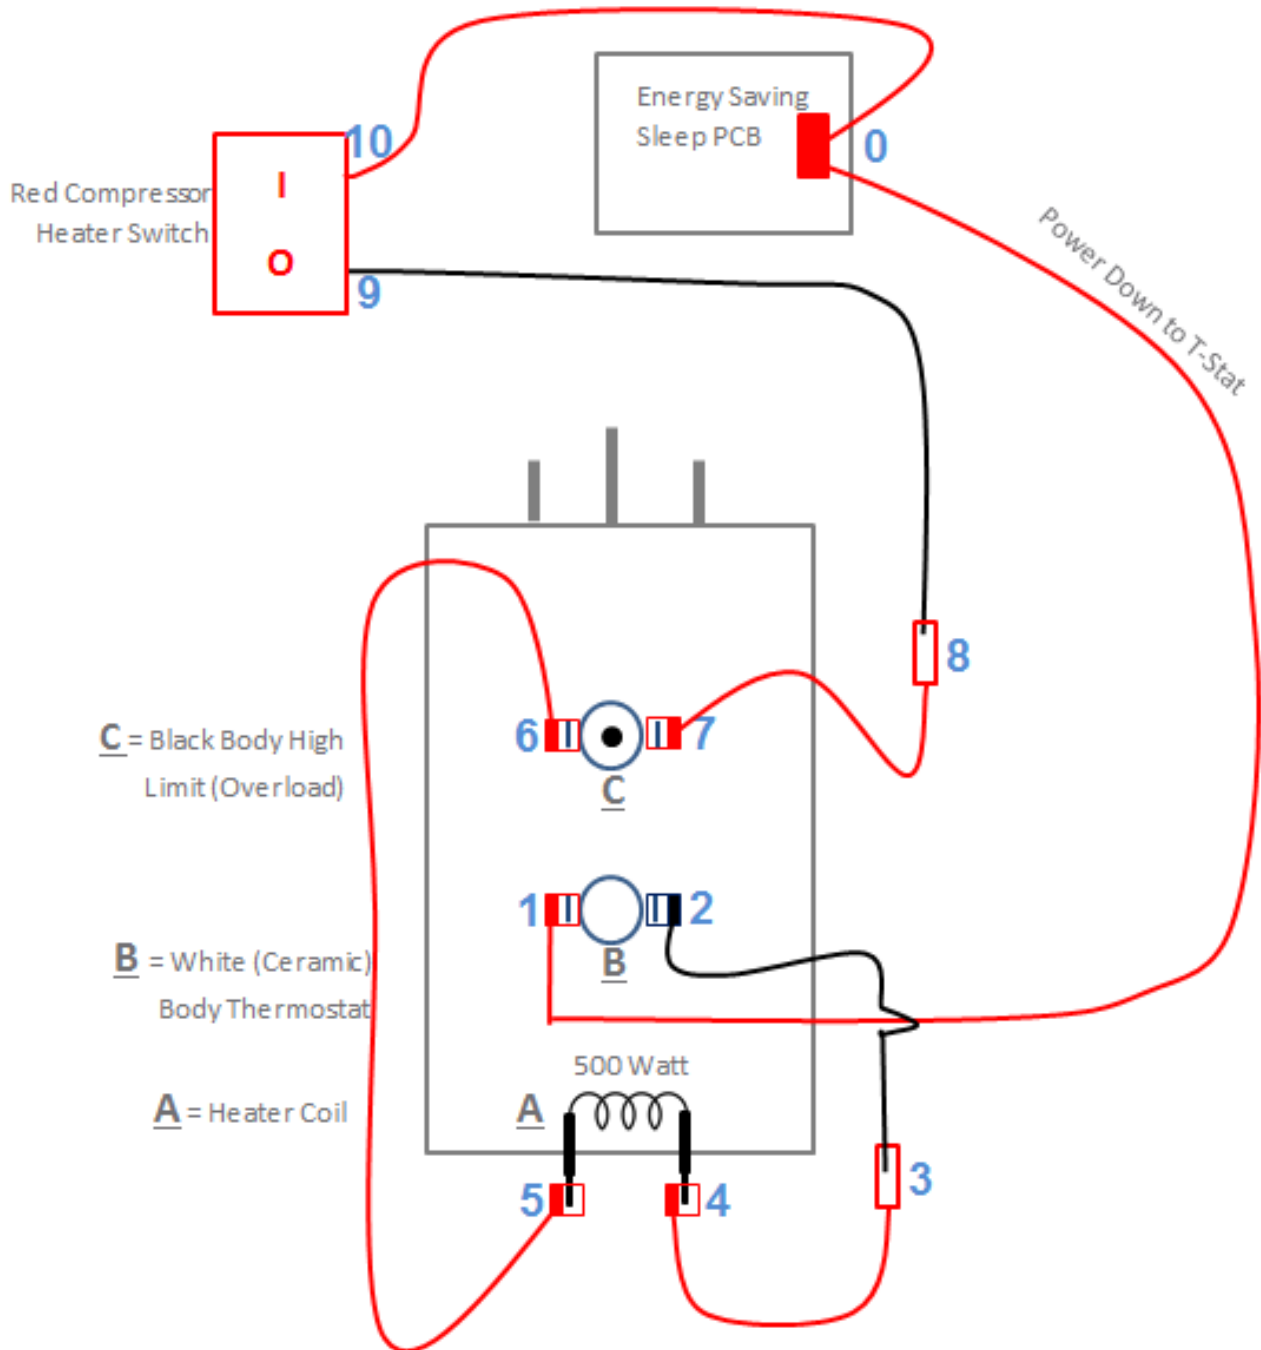 Energy Saving
Sleep PCB
0
10
I
O
9
Red Compressor
Heater Switch
Power Down to T-Stat
8
6
7
C
C = Black Body High
Limit (Overload)
1
2
B
B = White (Ceramic)
Body Thermostat
500 Watt
A
A = Heater Coil
5
4
3